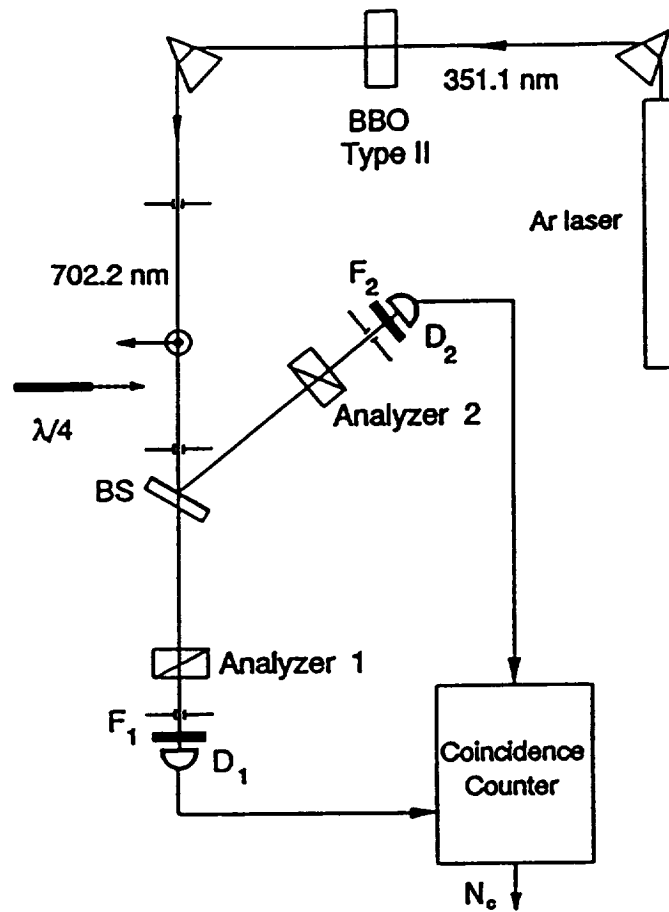 351.1 nm
BBO
Type II
Ar laser
702.2 nm
F2
D2
λ/4
Analyzer 2
BS
Analyzer 1
F1
D1
Coincidence
Counter
Nc